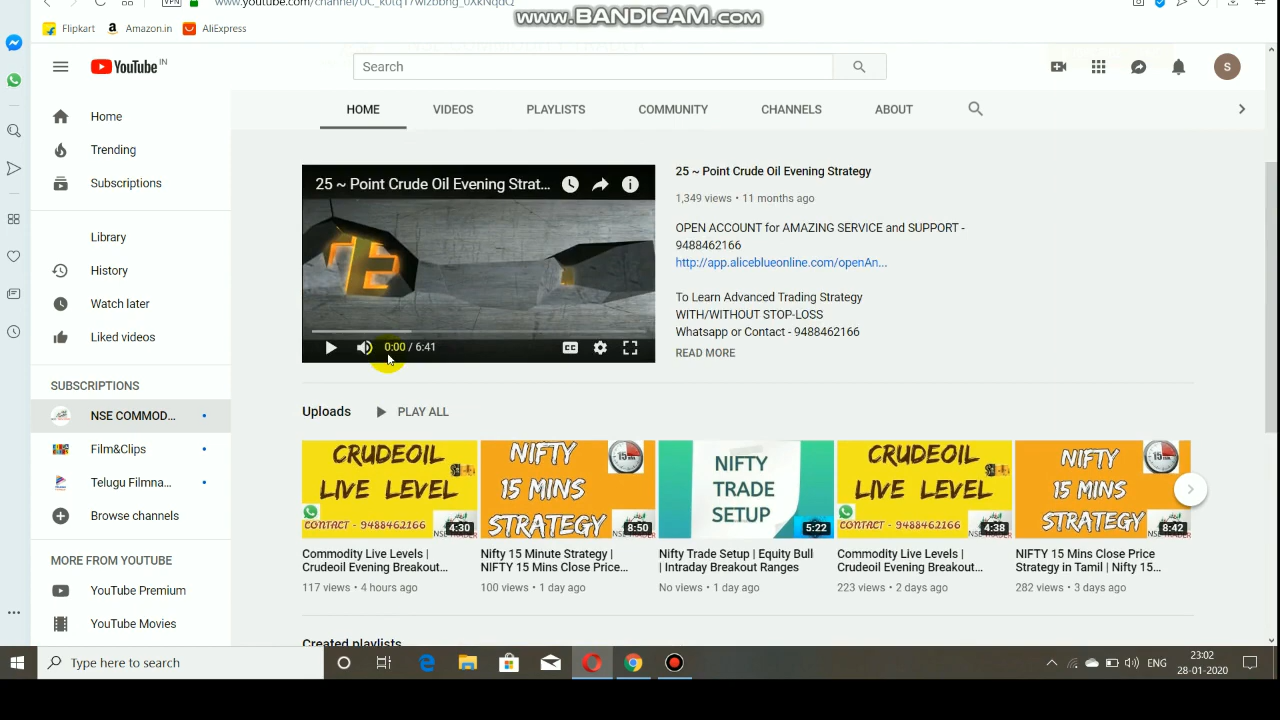 www.BANDICAM.com
VPN
Flipkart
Amazon.in
AliExpress
YouTube IN
Search
S
HOME
VIDEOS
PLAYLISTS
COMMUNITY
CHANNELS
ABOUT
Home
Trending
Subscriptions
Library
History
Watch later
Liked videos
SUBSCRIPTIONS
NSE COMMOD...
Film&Clips
Telugu Filmna...
Browse channels
MORE FROM YOUTUBE
YouTube Premium
YouTube Movies
25 ~ Point Crude Oil Evening Strat...
0:00 / 6:41
25 ~ Point Crude Oil Evening Strategy
1,349 views • 11 months ago
OPEN ACCOUNT for AMAZING SERVICE and SUPPORT -
9488462166
http://app.aliceblueonline.com/openAn...
To Learn Advanced Trading Strategy
WITH/WITHOUT STOP-LOSS
Whatsapp or Contact - 9488462166
READ MORE
Uploads
PLAY ALL
CRUDEOIL
LIVE LEVEL
CONTACT - 9488462166
4:30
Commodity Live Levels |
Crudeoil Evening Breakout...
117 views • 4 hours ago
NIFTY
15 MINS
STRATEGY
8:50
Nifty 15 Minute Strategy |
NIFTY 15 Mins Close Price...
100 views • 1 day ago
NIFTY
TRADE
SETUP
5:22
Nifty Trade Setup | Equity Bull
| Intraday Breakout Ranges
No views • 1 day ago
CRUDEOIL
LIVE LEVEL
CONTACT - 9488462166
4:38
Commodity Live Levels |
Crudeoil Evening Breakout...
223 views • 2 days ago
NIFTY
15 MINS
STRATEGY
8:42
NIFTY 15 Mins Close Price
Strategy in Tamil | Nifty 15...
282 views • 3 days ago
Created playlists
Type here to search
ENG
23:02
28-01-2020